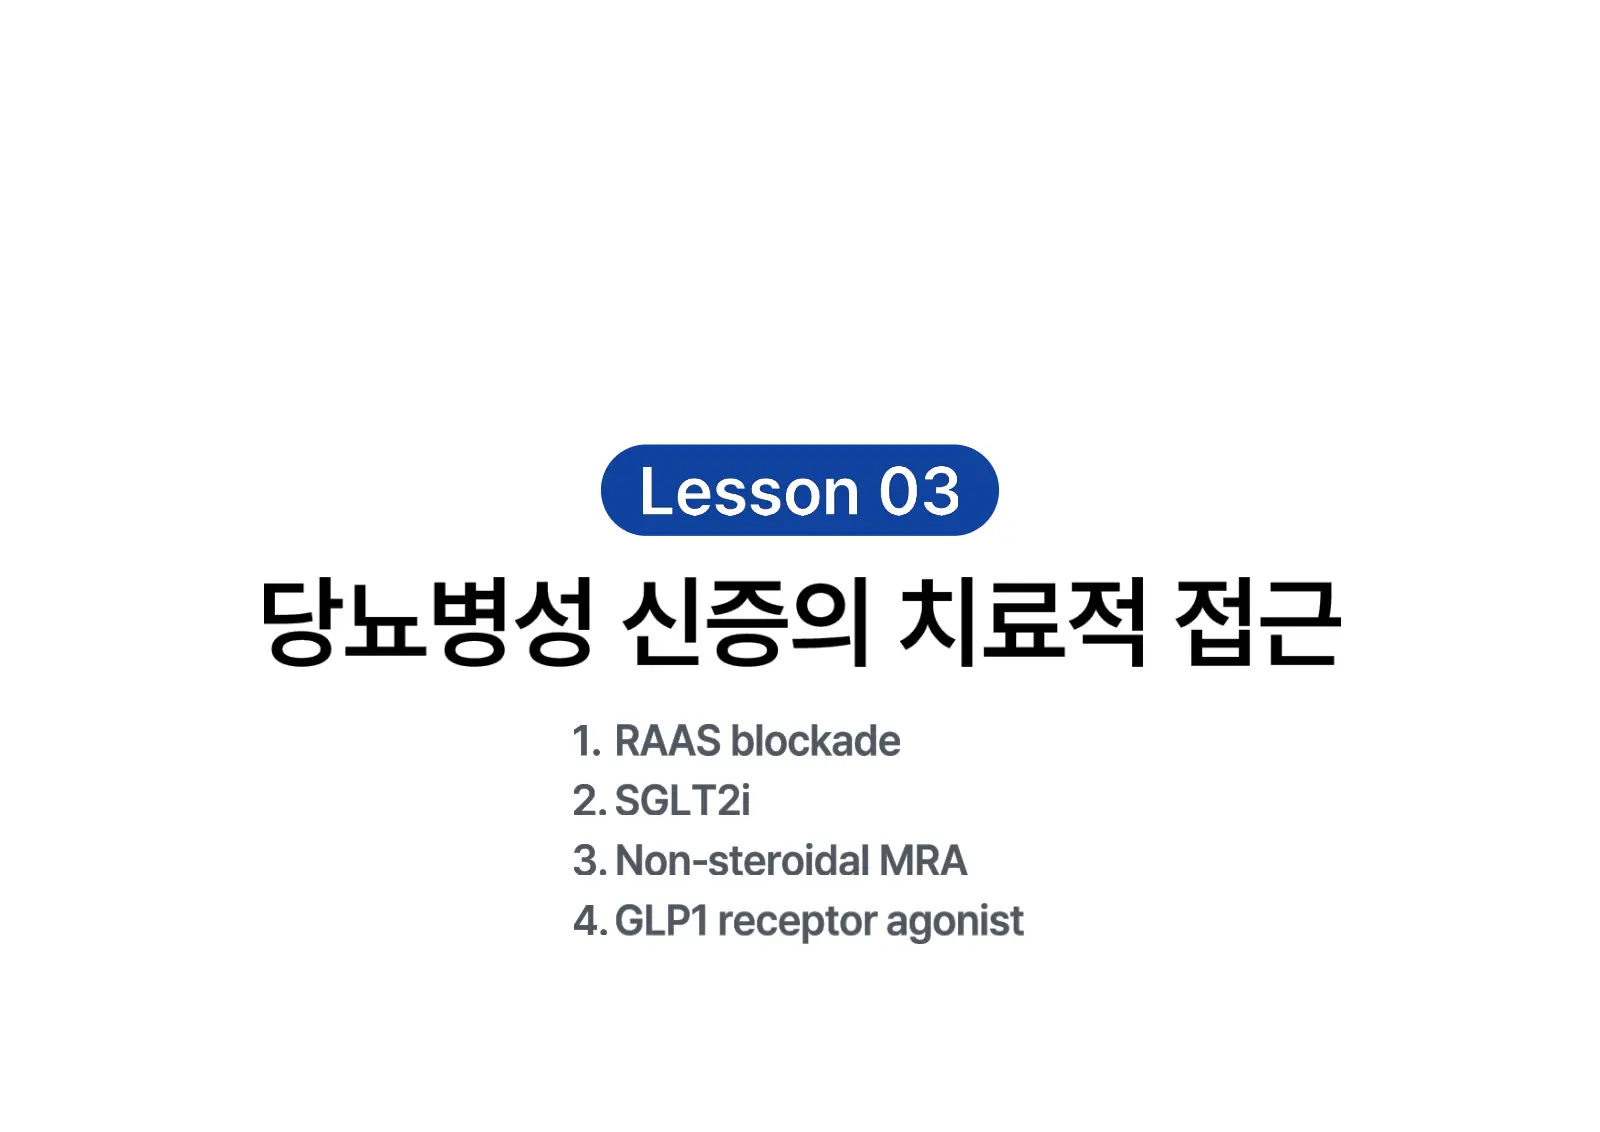 Lesson 03
당뇨병성 신증의 치료적 접근
1. RAAS blockade
2. SGLT2i
3. Non-steroidal MRA
4. GLP1 receptor agonist